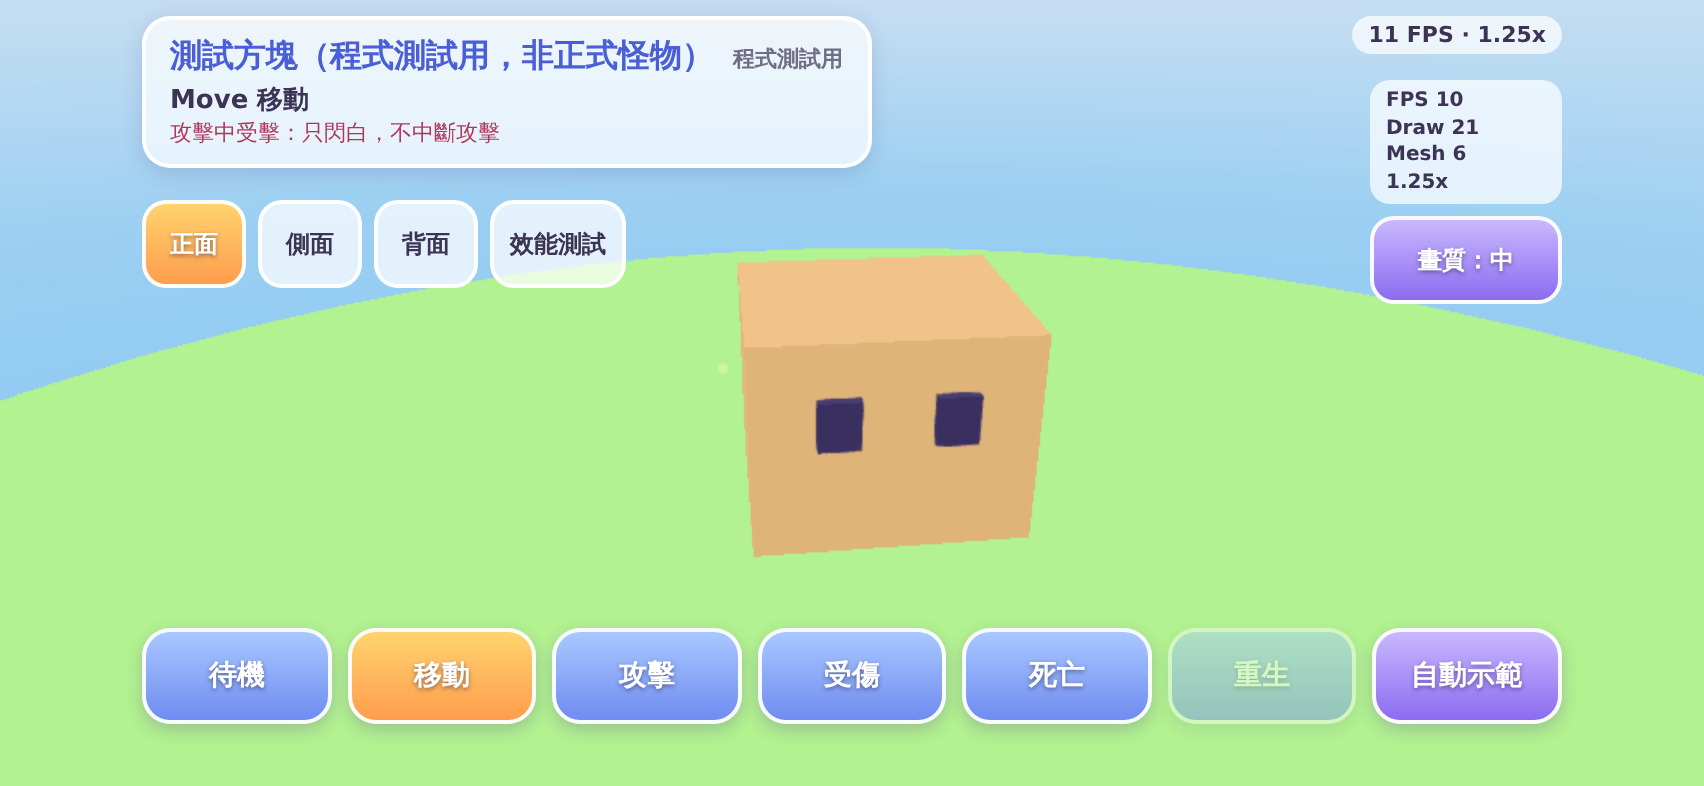 測試方塊（程式測試用，非正式怪物） 程式測試用
Move 移動
攻擊中受擊：只閃白，不中斷攻擊
11 FPS · 1.25x
FPS 10
Draw 21
Mesh 6
1.25x
正面 側面 背面 效能測試
畫質：中
待機 移動 攻擊 受傷 死亡 重生 自動示範